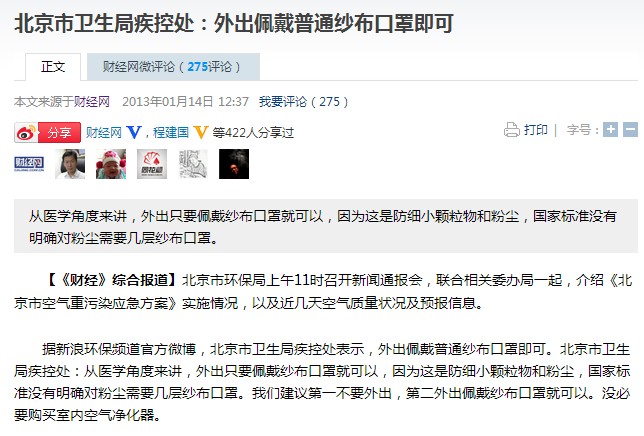 北京市卫生局疾控处：外出佩戴普通纱布口罩即可
正文
财经网微评论（275评论）
本文来源于财经网 2013年01月14日 12:37 我要评论（275）
分享 财经网 V，程建国 V 等422人分享过 打印 | 字号：
从医学角度来讲，外出只要佩戴纱布口罩就可以，因为这是防细小颗粒物和粉尘，国家标准没有
明确对粉尘需要几层纱布口罩。
【《财经》综合报道】北京市环保局上午11时召开新闻通报会，联合相关委办局一起，介绍《北
京市空气重污染应急方案》实施情况，以及近几天空气质量状况及预报信息。
据新浪环保频道官方微博，北京市卫生局疾控处表示，外出佩戴普通纱布口罩即可。北京市卫生
局疾控处：从医学角度来讲，外出只要佩戴纱布口罩就可以，因为这是防细小颗粒物和粉尘，国家标
准没有明确对粉尘需要几层纱布口罩。我们建议第一不要外出，第二外出佩戴纱布口罩就可以。没必
要购买室内空气净化器。